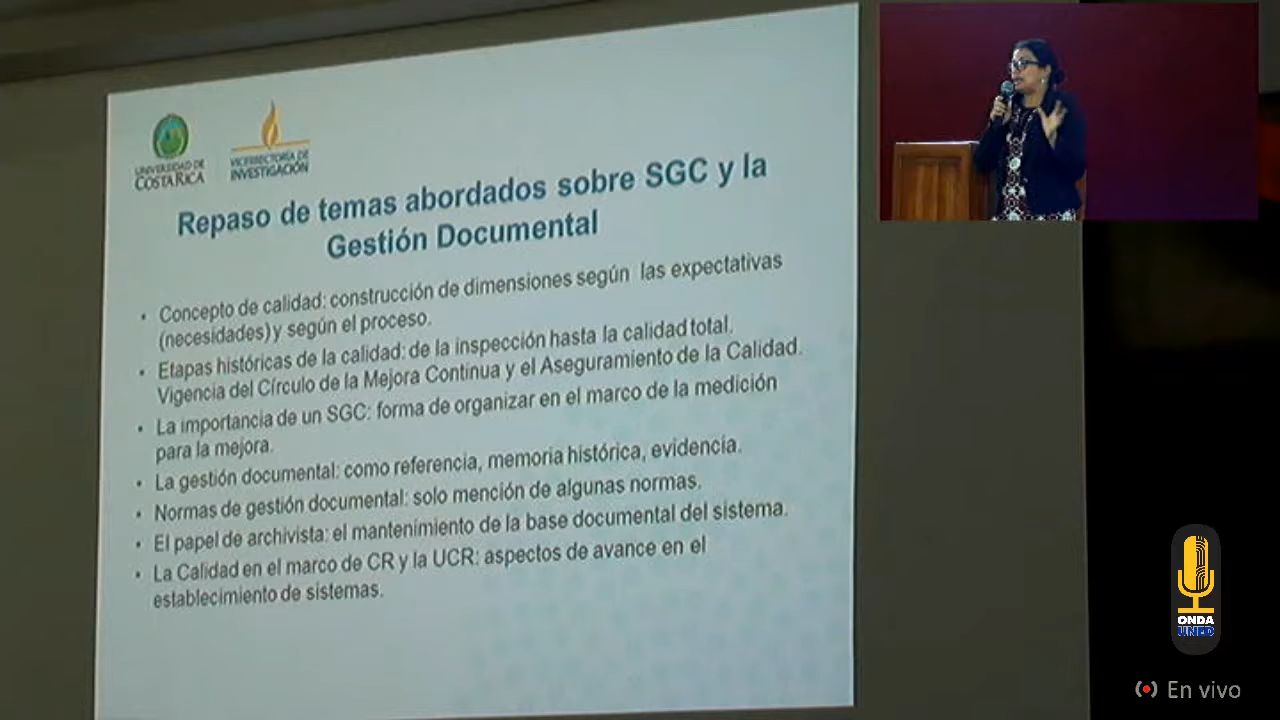 UNIVERSIDAD DE
COSTA RICA
VICERRECTORÍA DE
INVESTIGACIÓN
Repaso de temas abordados sobre SGC y la
Gestión Documental
• Concepto de calidad: construcción de dimensiones según las expectativas
(necesidades) y según el proceso.
• Etapas históricas de la calidad: de la inspección hasta la calidad total.
Vigencia del Círculo de la Mejora Continua y el Aseguramiento de la Calidad.
• La importancia de un SGC: forma de organizar en el marco de la medición
para la mejora.
• La gestión documental: como referencia, memoria histórica, evidencia.
• Normas de gestión documental: solo mención de algunas normas.
• El papel de archivista: el mantenimiento de la base documental del sistema.
• La Calidad en el marco de CR y la UCR: aspectos de avance en el
establecimiento de sistemas.
ONDA
UNED
En vivo